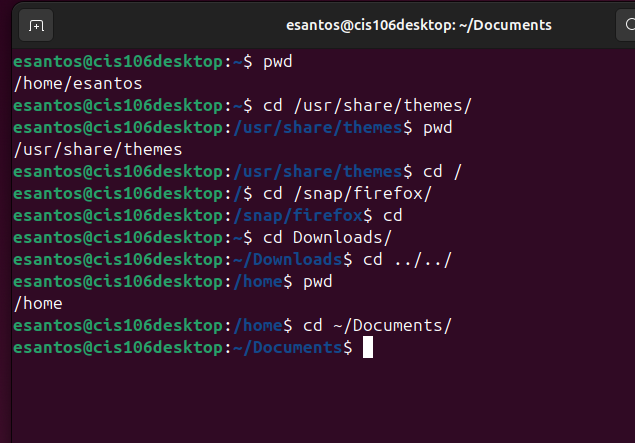 esantos@cis106desktop: ~/Documents
esantos@cis106desktop:~$ pwd
/home/esantos
esantos@cis106desktop:~$ cd /usr/share/themes/
esantos@cis106desktop:/usr/share/themes$ pwd
/usr/share/themes
esantos@cis106desktop:/usr/share/themes$ cd /
esantos@cis106desktop:/$ cd /snap/firefox/
esantos@cis106desktop:/snap/firefox$ cd
esantos@cis106desktop:~$ cd Downloads/
esantos@cis106desktop:~/Downloads$ cd ../../
esantos@cis106desktop:/home$ pwd
/home
esantos@cis106desktop:/home$ cd ~/Documents/
esantos@cis106desktop:~/Documents$